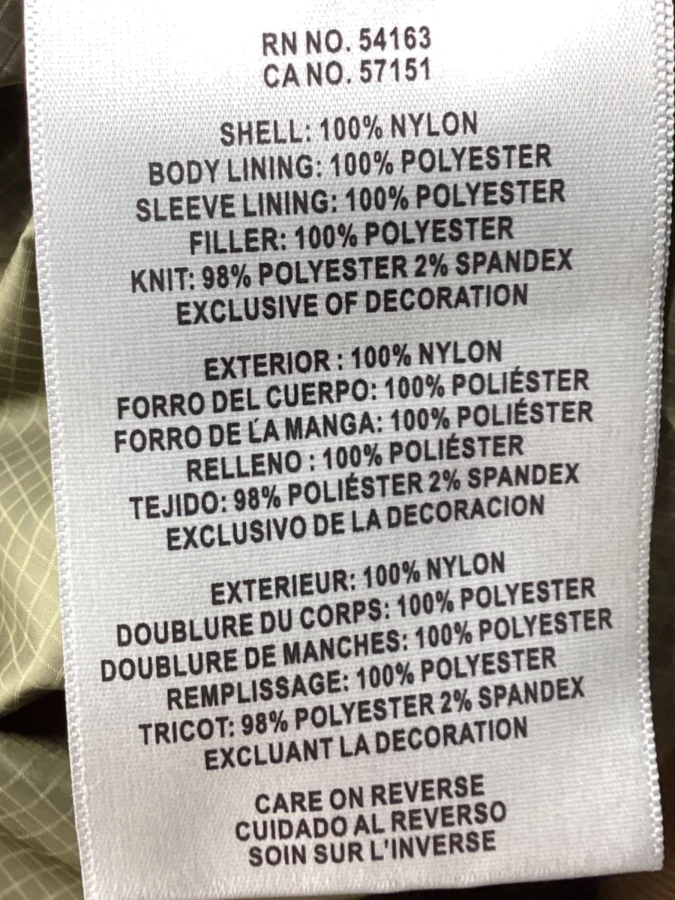 RN NO. 54163
CA NO. 57151
SHELL: 100% NYLON
BODY LINING: 100% POLYESTER
SLEEVE LINING: 100% POLYESTER
FILLER: 100% POLYESTER
KNIT: 98% POLYESTER 2% SPANDEX
EXCLUSIVE OF DECORATION
EXTERIOR : 100% NYLON
FORRO DEL CUERPO: 100% POLIÉSTER
FORRO DE LA MANGA: 100% POLIÉSTER
RELLENO : 100% POLIÉSTER
TEJIDO: 98% POLIÉSTER 2% SPANDEX
EXCLUSIVO DE LA DECORACION
EXTERIEUR: 100% NYLON
DOUBLURE DU CORPS: 100% POLYESTER
DOUBLURE DE MANCHES: 100% POLYESTER
REMPLISSAGE: 100% POLYESTER
TRICOT: 98% POLYESTER 2% SPANDEX
EXCLUANT LA DECORATION
CARE ON REVERSE
CUIDADO AL REVERSO
SOIN SUR L'INVERSE